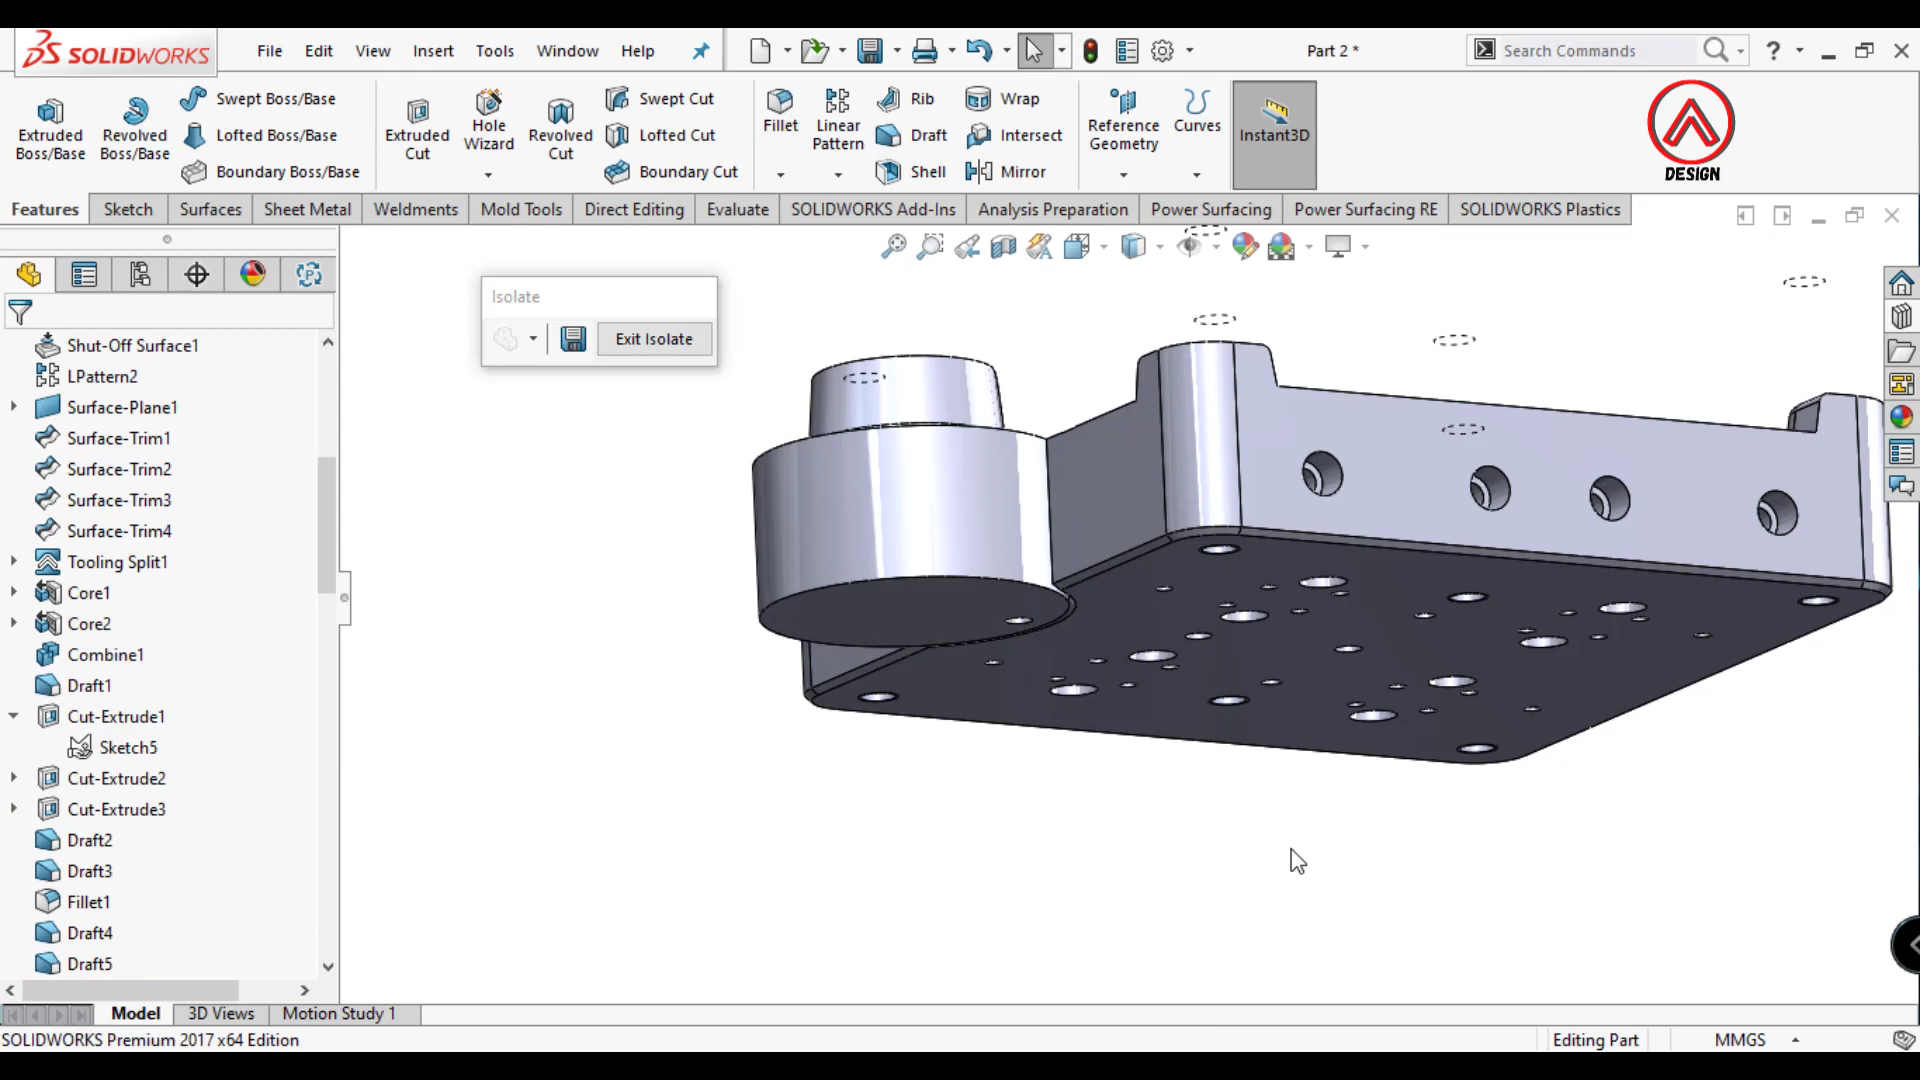 SOLIDWORKS File Edit View Insert Tools Window Help Part 2 * Search Commands ?
Extruded Boss/Base
Revolved Boss/Base
Swept Boss/Base
Lofted Boss/Base
Boundary Boss/Base
Extruded Cut
Hole Wizard
Revolved Cut
Swept Cut
Lofted Cut
Boundary Cut
Fillet
Linear Pattern
Rib
Draft
Shell
Wrap
Intersect
Mirror
Reference Geometry
Curves
Instant3D
DESIGN
Features Sketch Surfaces Sheet Metal Weldments Mold Tools Direct Editing Evaluate SOLIDWORKS Add-Ins Analysis Preparation Power Surfacing Power Surfacing RE SOLIDWORKS Plastics
Isolate
Exit Isolate
Shut-Off Surface1
LPattern2
Surface-Plane1
Surface-Trim1
Surface-Trim2
Surface-Trim3
Surface-Trim4
Tooling Split1
Core1
Core2
Combine1
Draft1
Cut-Extrude1
Sketch5
Cut-Extrude2
Cut-Extrude3
Draft2
Draft3
Fillet1
Draft4
Draft5
Model 3D Views Motion Study 1
SOLIDWORKS Premium 2017 x64 Edition Editing Part MMGS